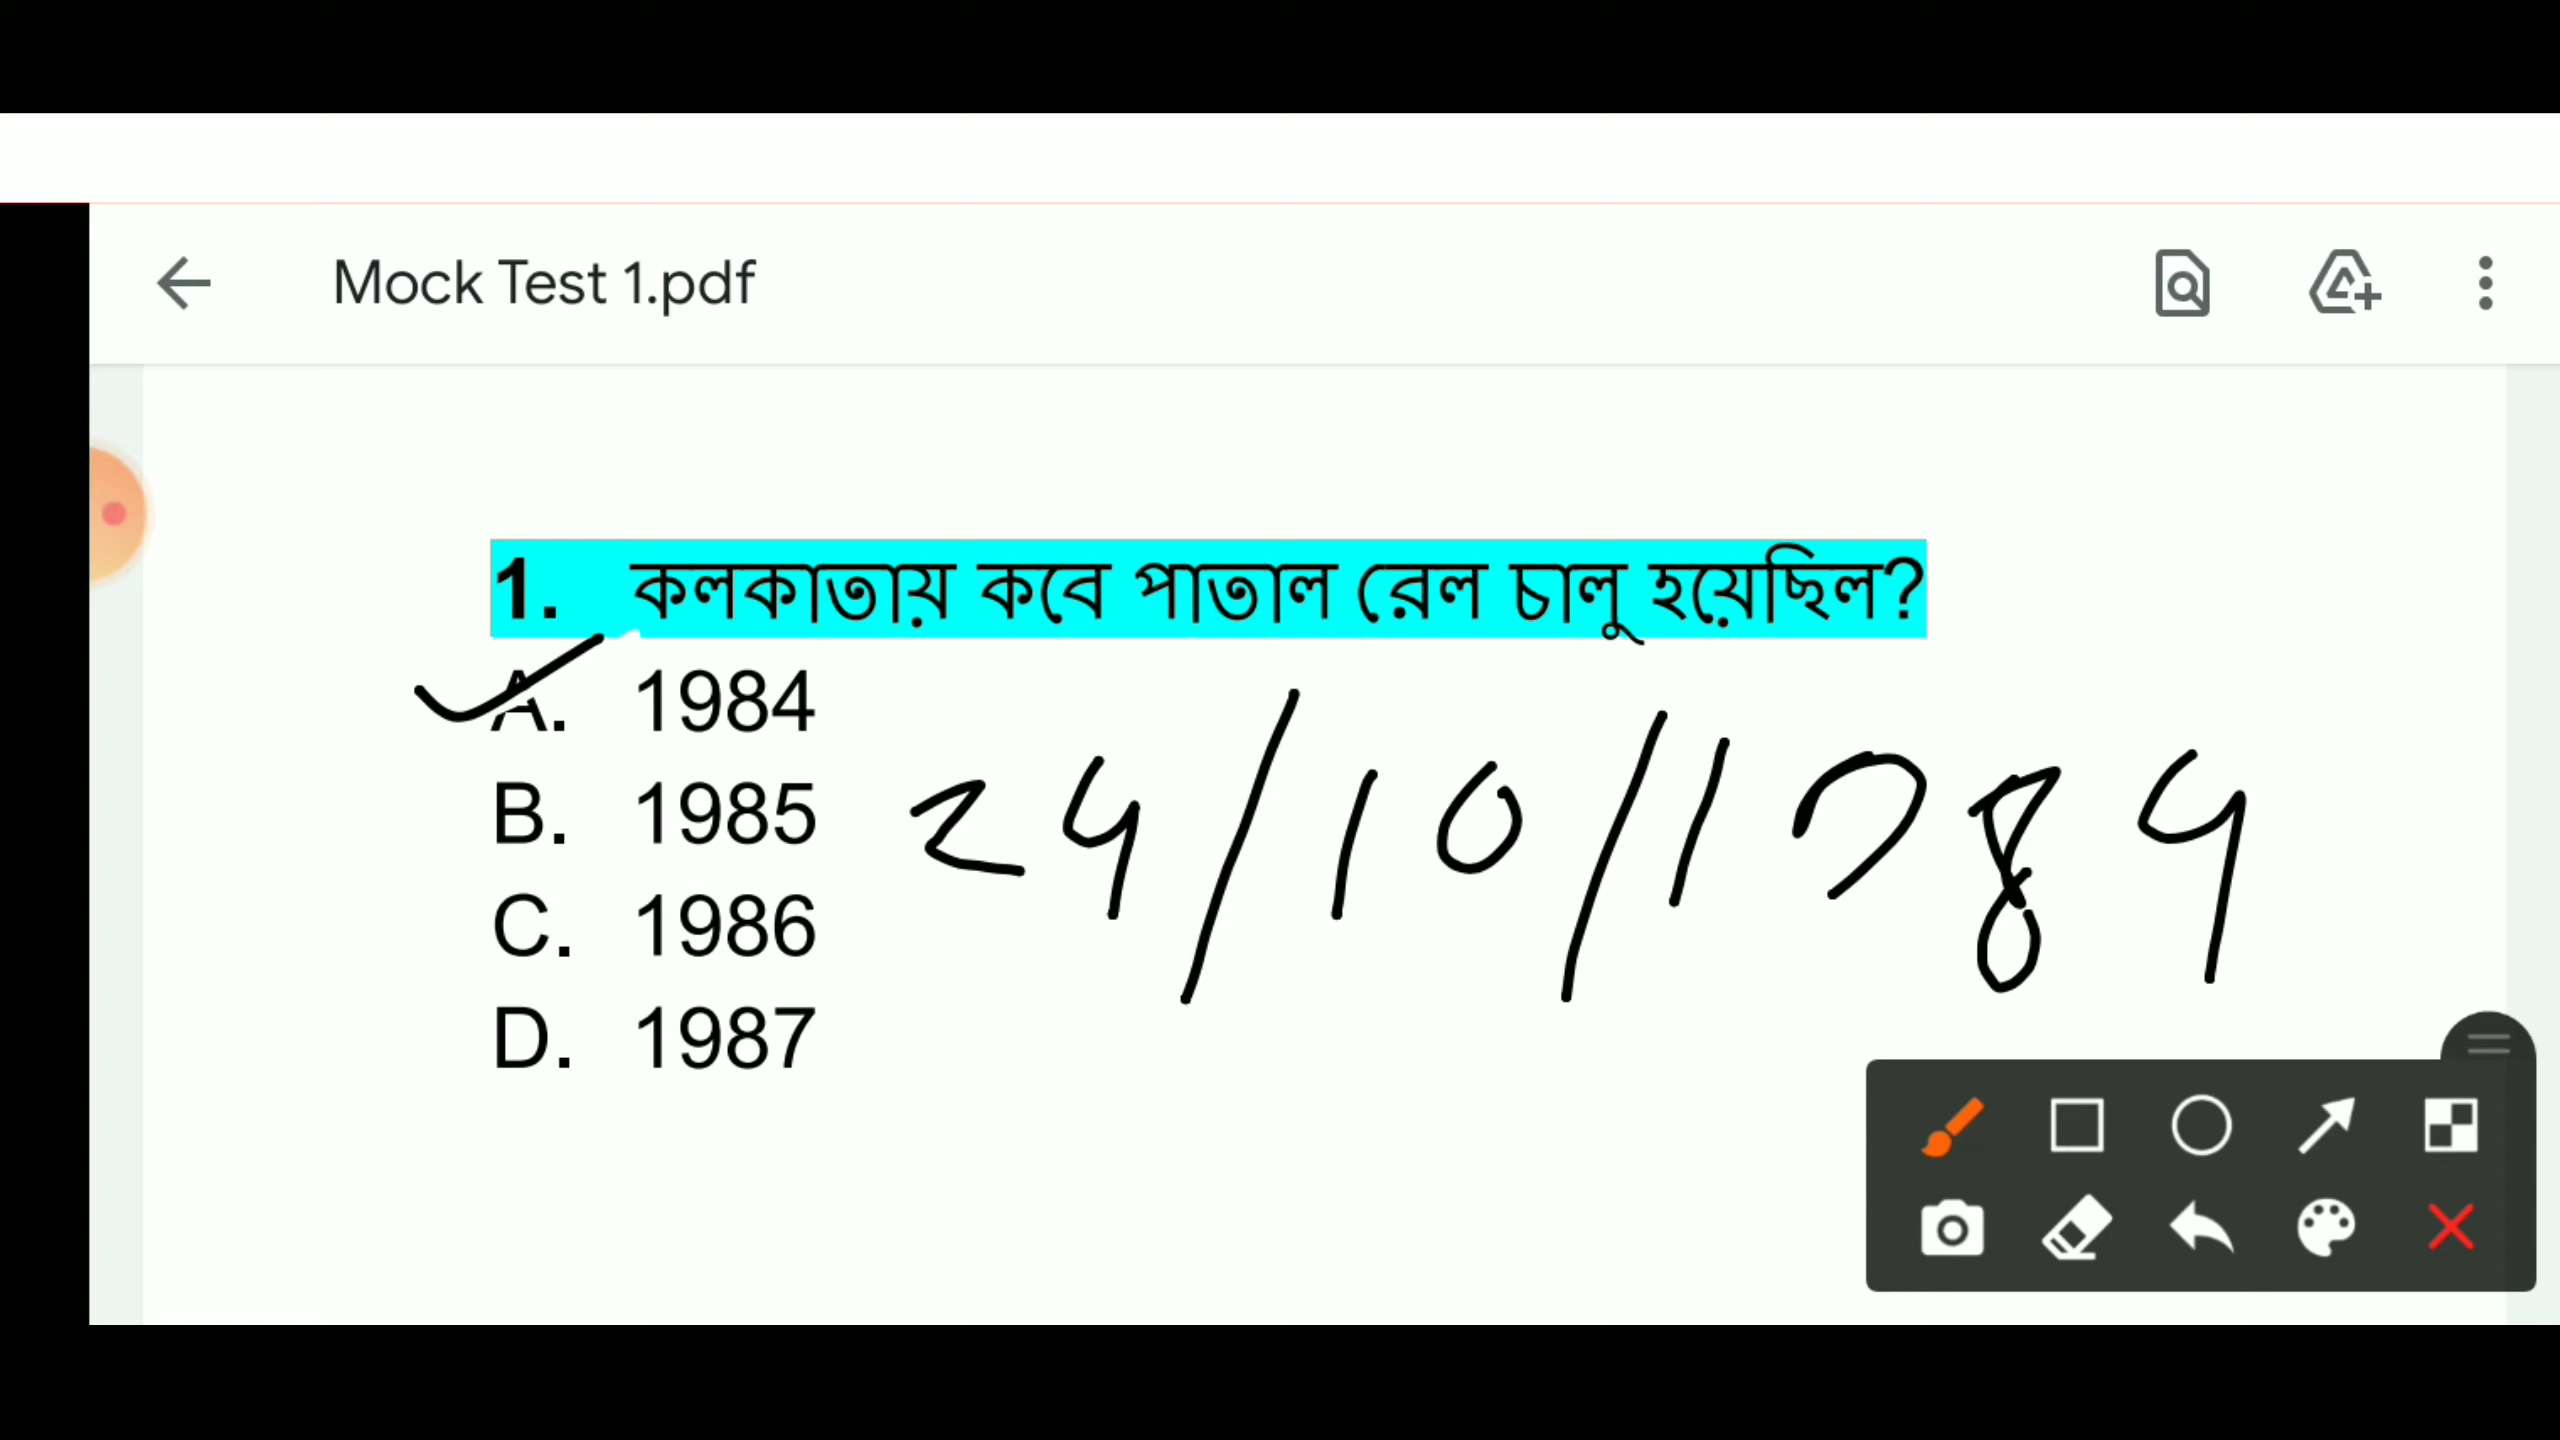 Mock Test 1.pdf
1. কলকাতায় কবে পাতাল রেল চালু হয়েছিল?
A. 1984
B. 1985
C. 1986
D. 1987
24/10/1984